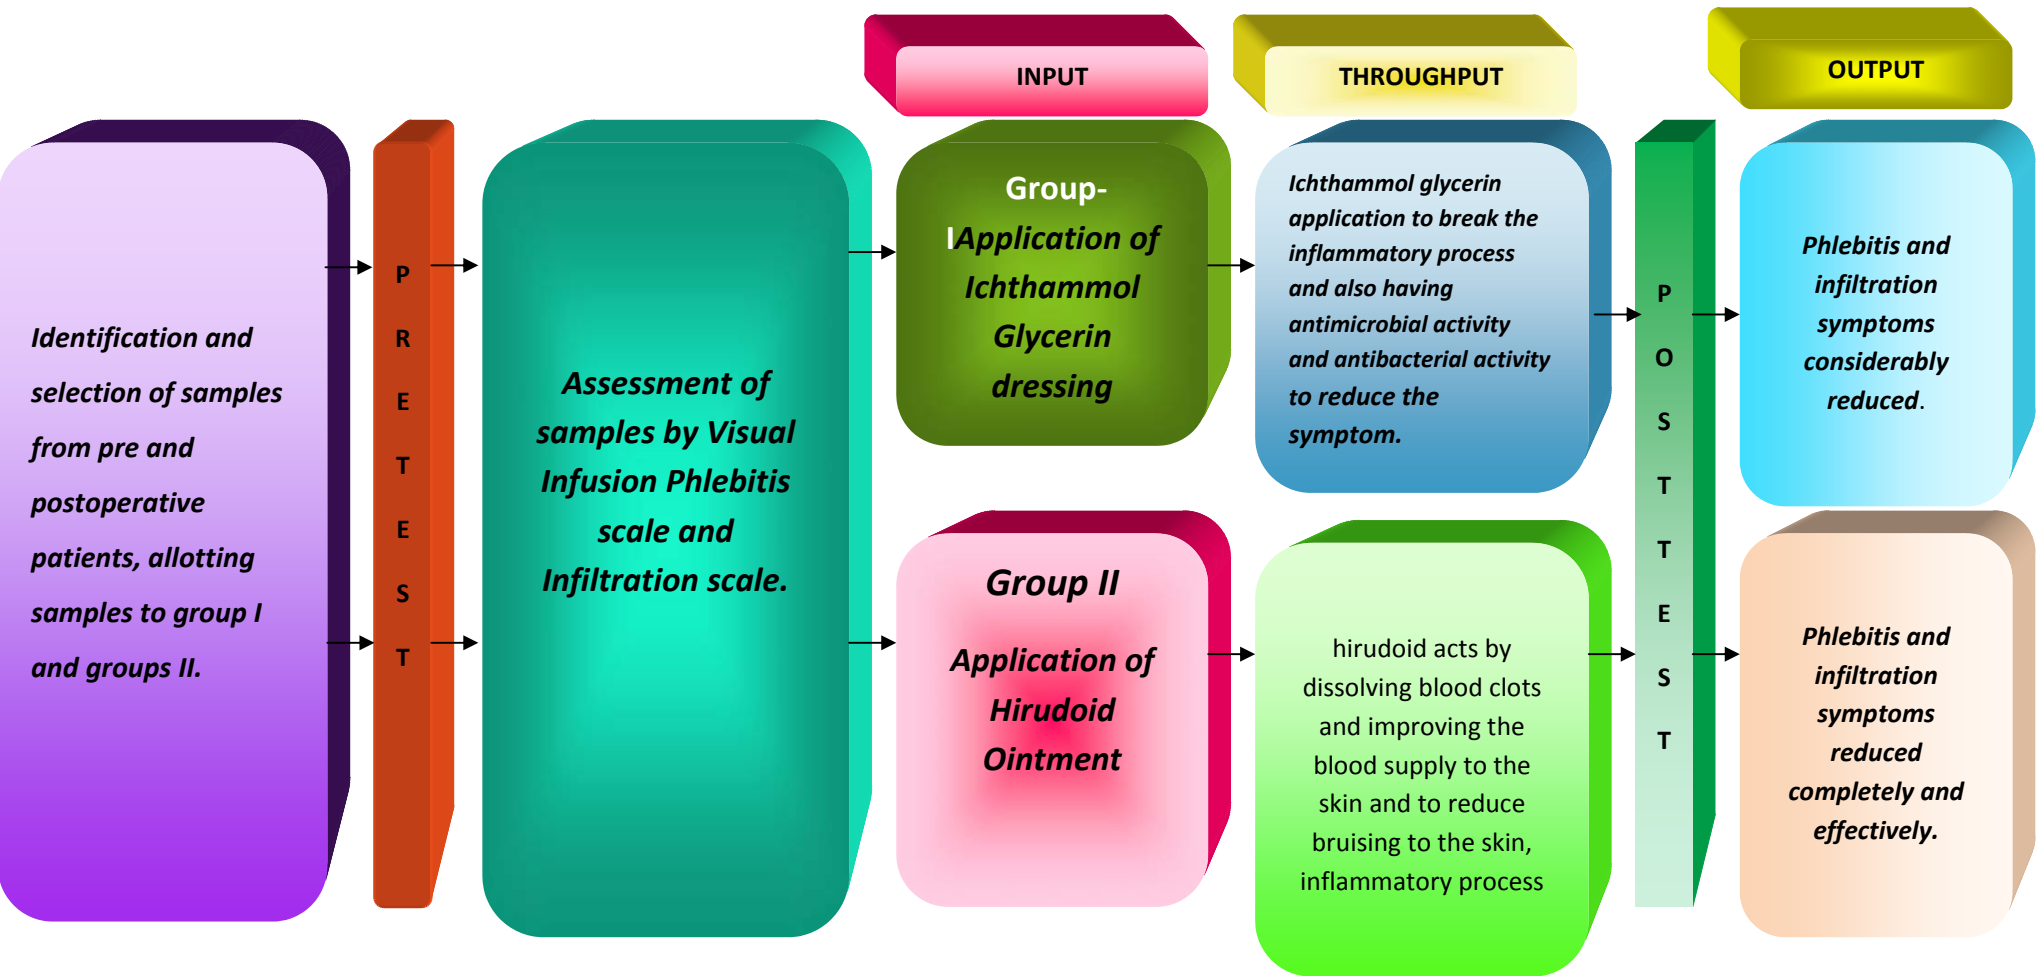 INPUT
THROUGHPUT
OUTPUT
Identification and
selection of samples
from pre and
postoperative
patients, allotting
samples to group I
and groups II.
P
R
E
T
E
S
T
Assessment of
samples by Visual
Infusion Phlebitis
scale and
Infiltration scale.
Group-
IApplication of
Ichthammol
Glycerin
dressing
Ichthammol glycerin
application to break the
inflammatory process
and also having
antimicrobial activity
and antibacterial activity
to reduce the
symptom.
Group II
Application of
Hirudoid
Ointment
hirudoid acts by
dissolving blood clots
and improving the
blood supply to the
skin and to reduce
bruising to the skin,
inflammatory process
P
O
S
T
T
E
S
T
Phlebitis and
infiltration
symptoms
considerably
reduced.
Phlebitis and
infiltration
symptoms
reduced
completely and
effectively.